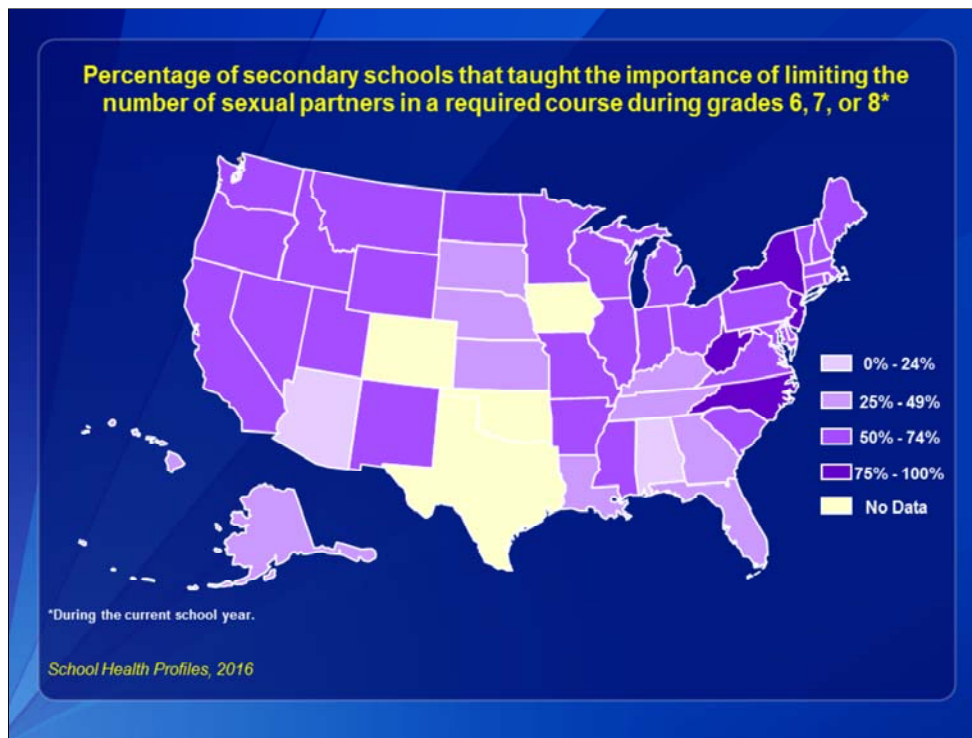 Percentage of secondary schools that taught the importance of limiting the
number of sexual partners in a required course during grades 6, 7, or 8*
0% - 24%
25% - 49%
50% - 74%
75% - 100%
No Data
*During the current school year.
School Health Profiles, 2016